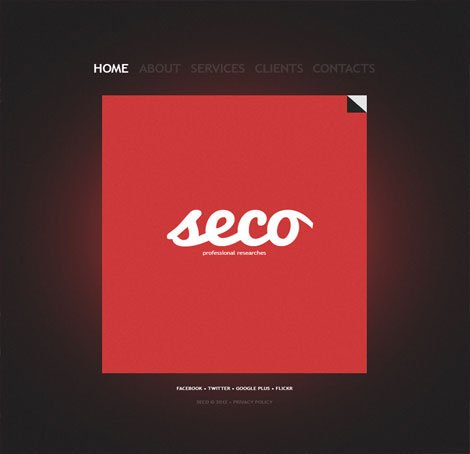 HOME ABOUT SERVICES CLIENTS CONTACTS
seco
professional researches
FACEBOOK • TWITTER • GOOGLE PLUS • FLICKR
SECO © 2012 • PRIVACY POLICY